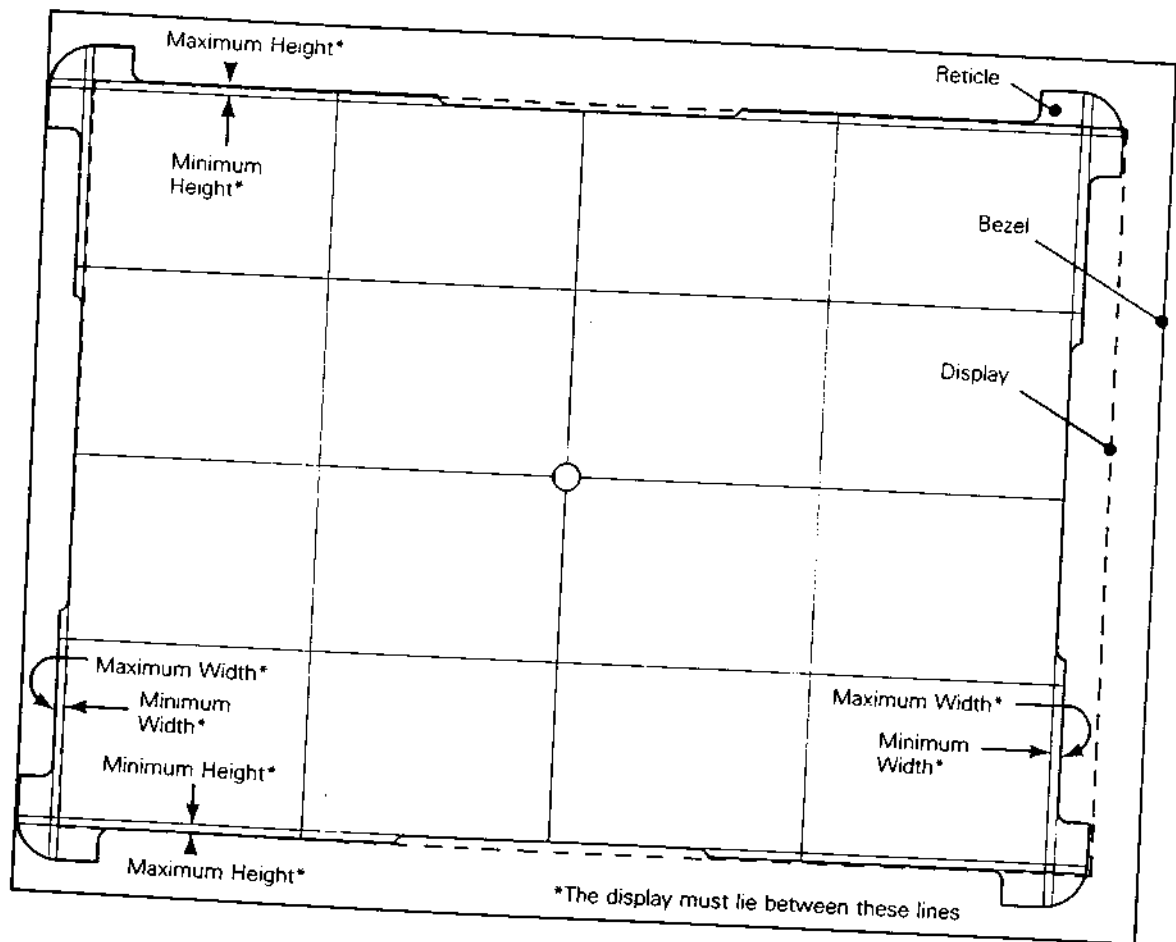 Maximum Height*
Reticle
Minimum
Height*
Bezel
Display
Maximum Width*
Minimum
Width*
Maximum Width*
Minimum
Width*
Minimum Height*
Maximum Height*
*The display must lie between these lines